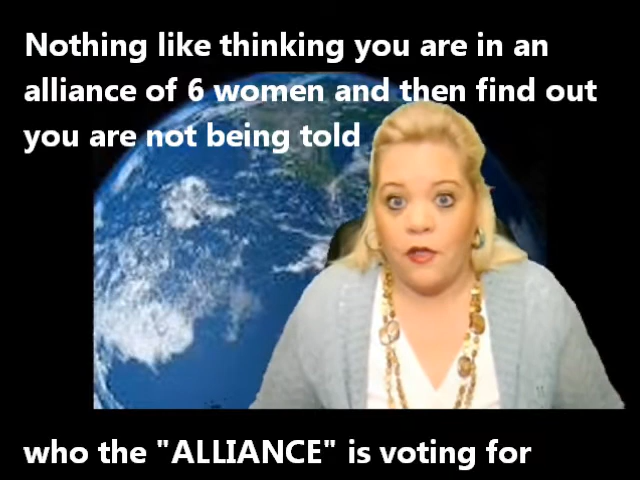 Nothing like thinking you are in an
alliance of 6 women and then find out
you are not being told
who the "ALLIANCE" is voting for